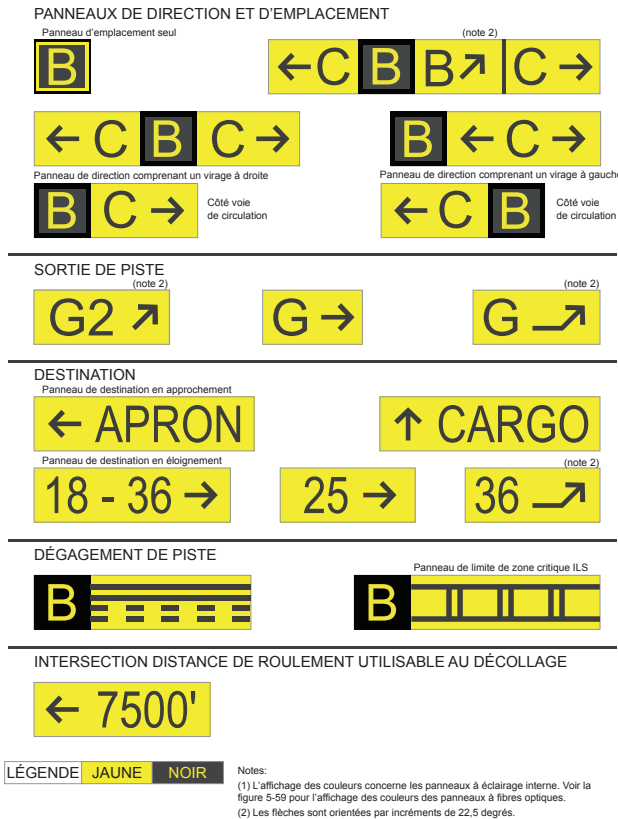 PANNEAUX DE DIRECTION ET D'EMPLACEMENT
Panneau d'emplacement seul
(note 2)
B
←C B B↗ C →
← C B C →
B ← C →
Panneau de direction comprenant un virage à droite
Panneau de direction comprenant un virage à gauche
B C →
Côté voie
de circulation
← C B
Côté voie
de circulation
SORTIE DE PISTE
(note 2)
(note 2)
G2 ↗
G →
G
DESTINATION
Panneau de destination en approchement
← APRON
↑ CARGO
Panneau de destination en éloignement
(note 2)
18 - 36 →
25 →
36
DÉGAGEMENT DE PISTE
Panneau de limite de zone critique ILS
B
B
INTERSECTION DISTANCE DE ROULEMENT UTILISABLE AU DÉCOLLAGE
← 7500'
LÉGENDE JAUNE NOIR
Notes:
(1) L'affichage des couleurs concerne les panneaux à éclairage interne. Voir la
figure 5-59 pour l'affichage des couleurs des panneaux à fibres optiques.
(2) Les flèches sont orientées par incréments de 22,5 degrés.